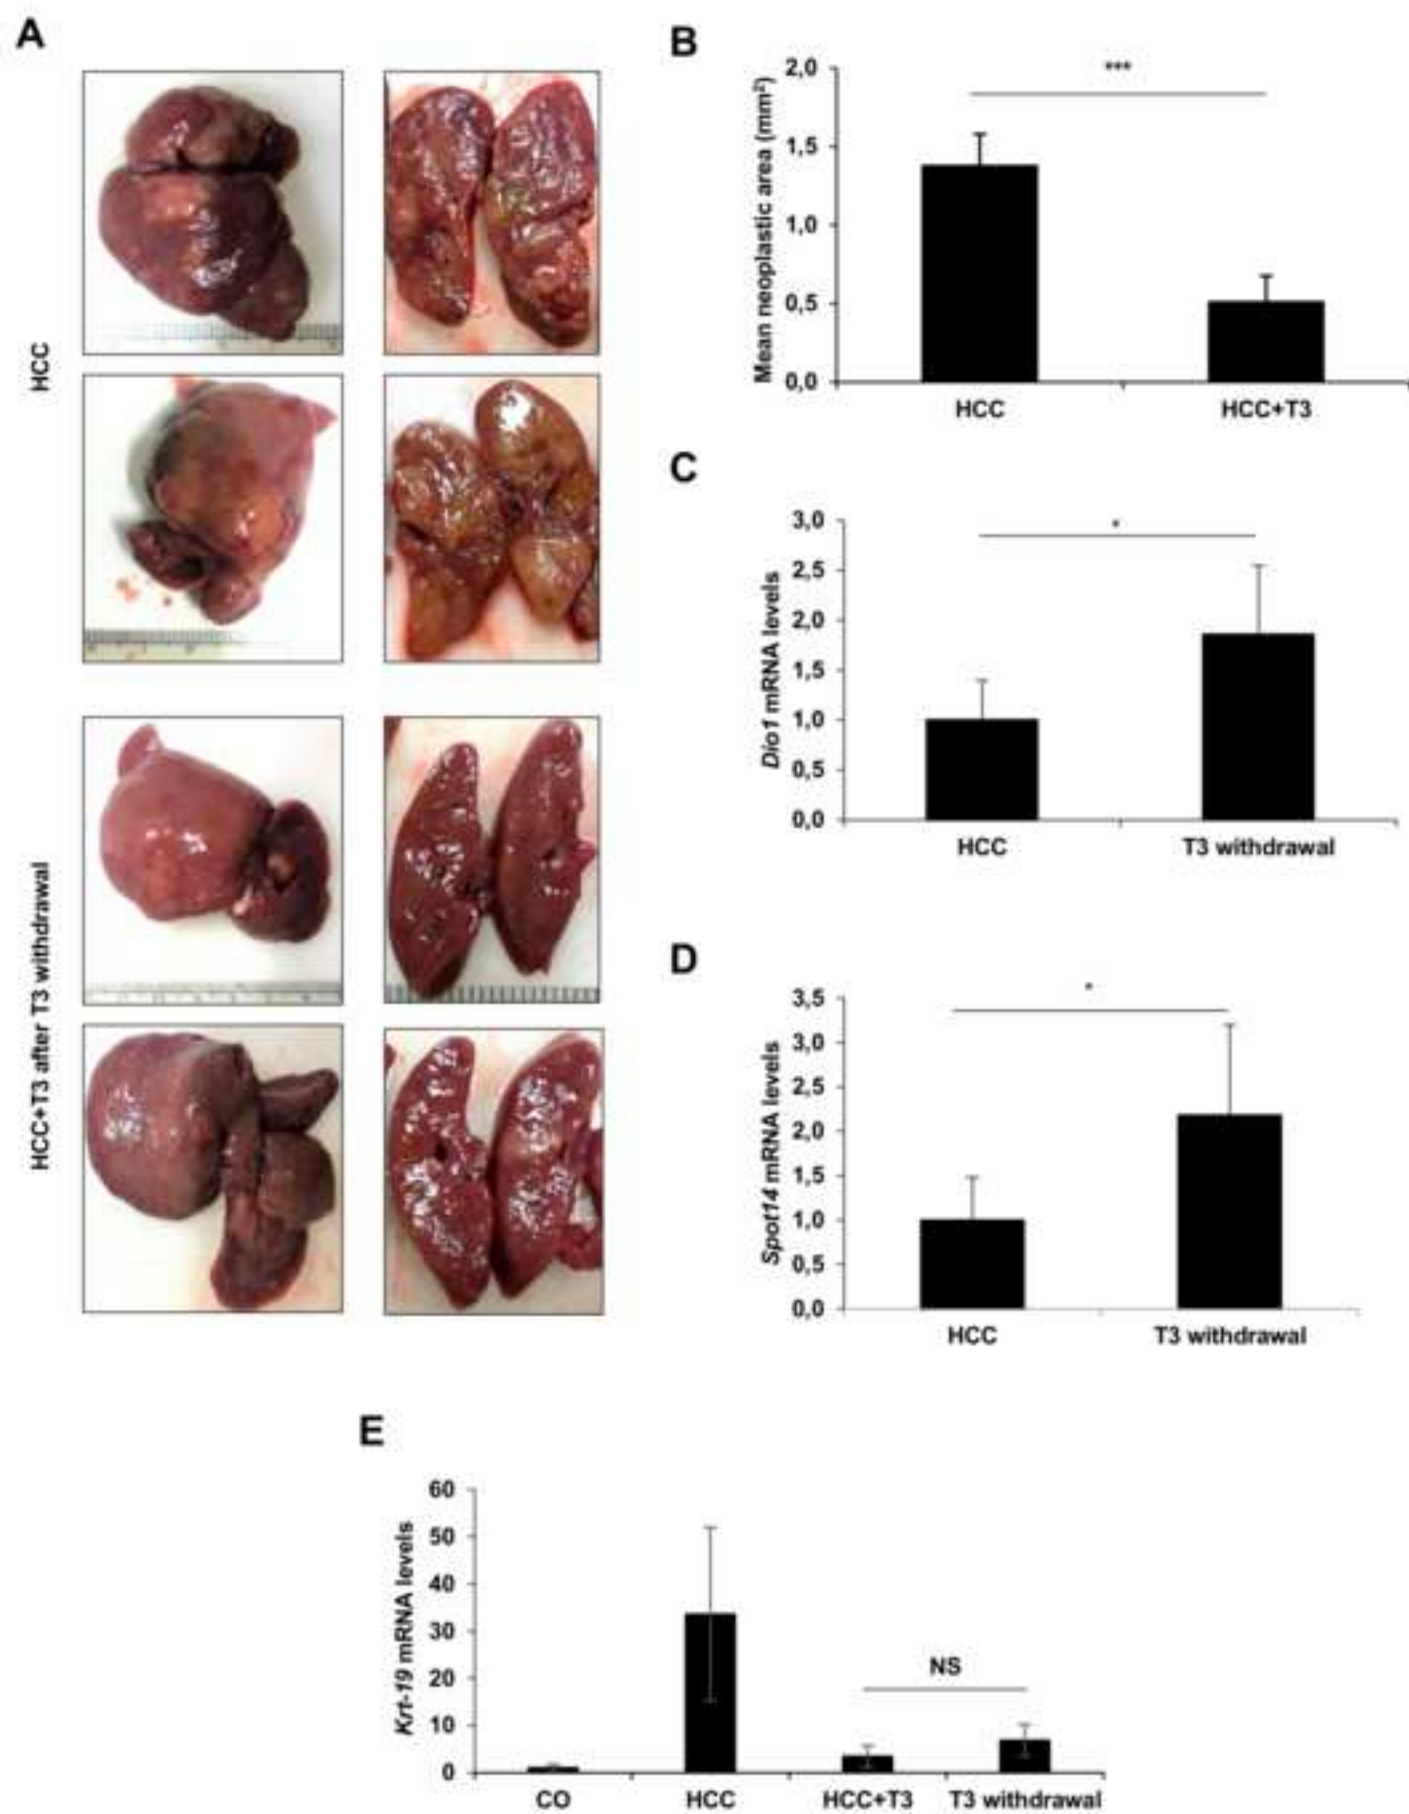 A
HCC
HCC+T3 after T3 withdrawal
B
Mean neoplastic area (mm²)
2,0
1,5
1,0
0,5
0,0
***
HCC
HCC+T3
C
Dio1 mRNA levels
3,0
2,5
2,0
1,5
1,0
0,5
0,0
*
HCC
T3 withdrawal
D
Spot14 mRNA levels
3,5
3,0
2,5
2,0
1,5
1,0
0,5
0,0
*
HCC
T3 withdrawal
E
Krt-19 mRNA levels
60
50
40
30
20
10
0
NS
CO
HCC
HCC+T3
T3 withdrawal